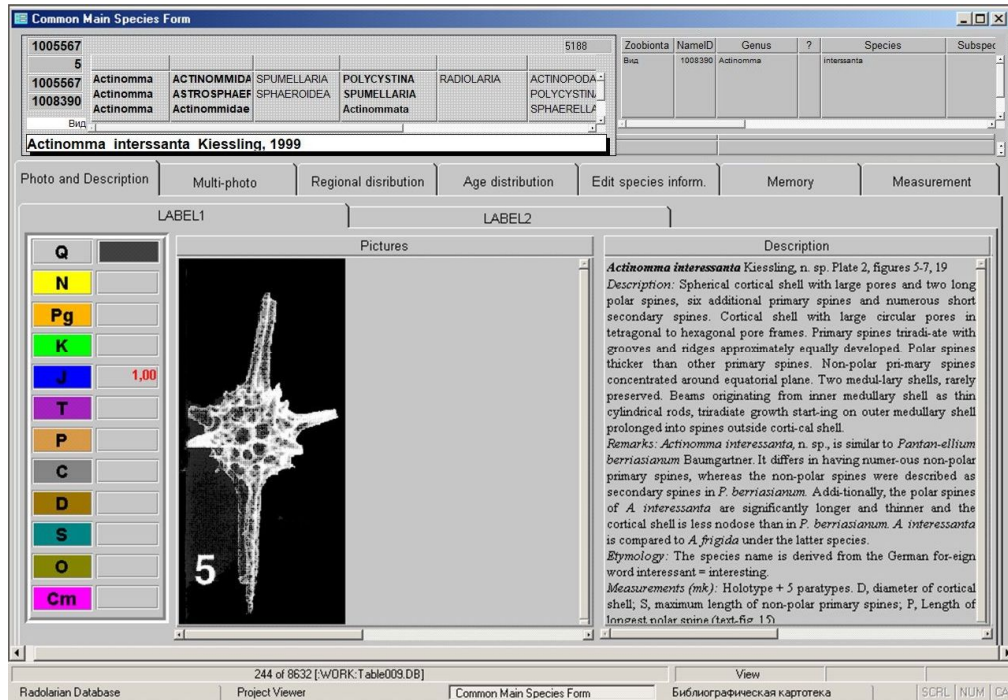 Common Main Species Form
1005567 5188
5
1005567
1008390
Вид
Actinomma ACTINOMMIDA SPUMELLARIA POLYCYSTINA RADIOLARIA ACTINOPODA
Actinomma ASTROSPHAER SPHAEROIDEA SPUMELLARIA POLYCYSTINA
Actinomma Actinommidae Actinommata SPHAERELLA
Actinomma interssanta Kiessling, 1999
Zoobionta NameID Genus ? Species Subspec
Вид 1008390 Actinomma interssanta
Photo and Description Multi-photo Regional disribution Age distribution Edit species inform. Memory Measurement
LABEL1 LABEL2
Q
N
Pg
K
J 1,00
T
P
C
D
S
O
Cm
Pictures
5
Description
Actinomma interessanta Kiessling, n. sp. Plate 2, figures 5-7, 19
Description: Spherical cortical shell with large pores and two long
polar spines, six additional primary spines and numerous short
secondary spines. Cortical shell with large circular pores in
tetragonal to hexagonal pore frames. Primary spines triradi-ate with
grooves and ridges approximately equally developed. Polar spines
thicker than other primary spines. Non-polar pri-mary spines
concentrated around equatorial plane. Two medul-lary shells, rarely
preserved. Beams originating from inner medullary shell as thin
cylindrical rods, triradiate growth start-ing on outer medullary shell
prolonged into spines outside corti-cal shell.
Remarks: Actinomma interessanta, n. sp., is similar to Pantan-ellium
berriasianum Baumgartner. It differs in having numer-ous non-polar
primary spines, whereas the non-polar spines were described as
secondary spines in P. berriasianum. Addi-tionally, the polar spines
of A interessanta are significantly longer and thinner and the
cortical shell is less nodose than in P. berriasianum. A interessanta
is compared to A frigida under the latter species.
Etymology: The species name is derived from the German for-eign
word interessant = interesting.
Measurements (mk): Holotype + 5 paratypes. D, diameter of cortical
shell; S, maximum length of non-polar primary spines; P, Length of
longest polar spine (text-fig. 15)
244 of 8632 [:WORK:Table009.DB] View
Radolarian Database Project Viewer Common Main Species Form Библиографическая картотека SCRL NUM CA